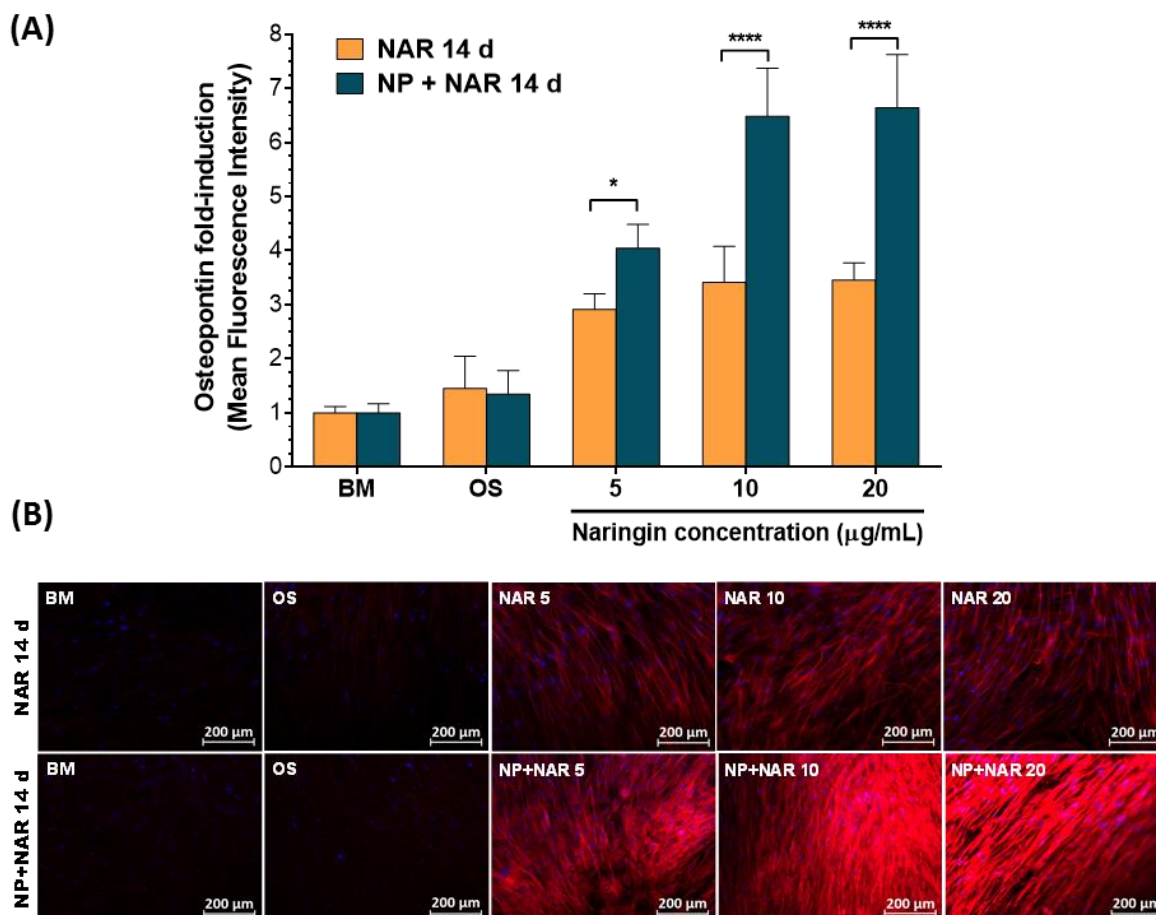 (A)
Osteopontin fold-induction
(Mean Fluorescence Intensity)
8
7
6
5
4
3
2
1
0
NAR 14 d
NP + NAR 14 d
*
****
****
BM
OS
5
10
20
Naringin concentration (µg/mL)
(B)
NAR 14 d
BM
200 µm
OS
200 µm
NAR 5
200 µm
NAR 10
200 µm
NAR 20
200 µm
NP+NAR 14 d
BM
200 µm
OS
200 µm
NP+NAR 5
200 µm
NP+NAR 10
200 µm
NP+NAR 20
200 µm